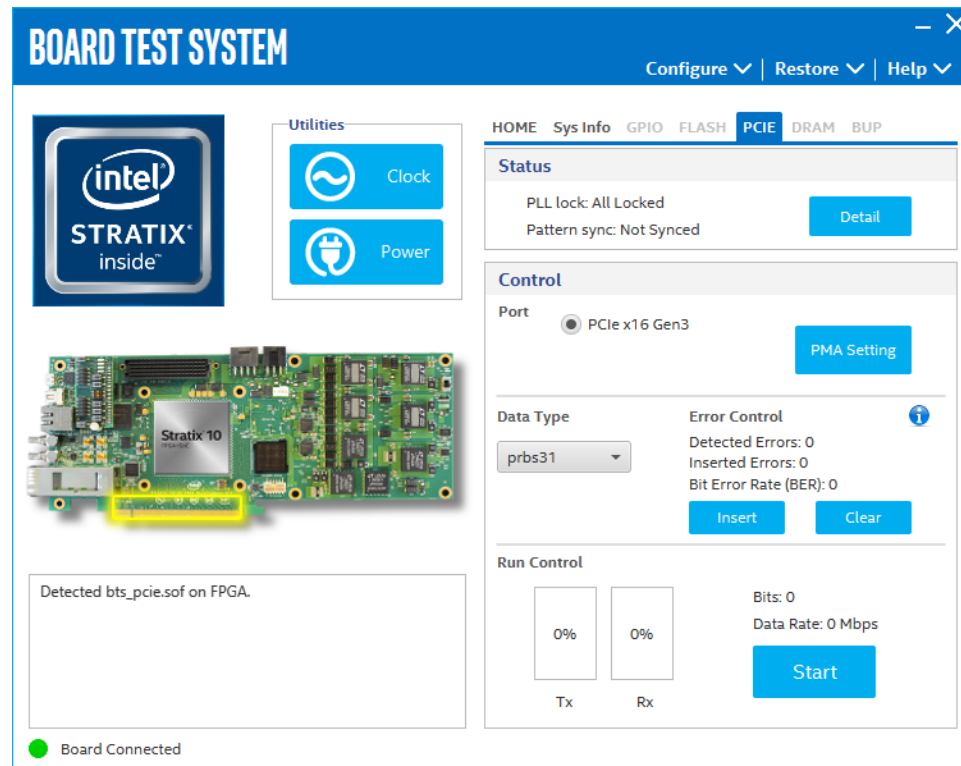 BOARD TEST SYSTEM
Configure | Restore | Help
intel
STRATIX
inside™
Utilities
Clock
Power
HOME Sys Info GPIO FLASH PCIE DRAM BUP
Status
PLL lock: All Locked
Pattern sync: Not Synced
Detail
Control
Port
PCIe x16 Gen3
PMA Setting
Data Type
prbs31
Error Control
Detected Errors: 0
Inserted Errors: 0
Bit Error Rate (BER): 0
Insert
Clear
Run Control
0%
0%
Tx
Rx
Bits: 0
Data Rate: 0 Mbps
Start
Stratix 10
Detected bts_pcie.sof on FPGA.
Board Connected